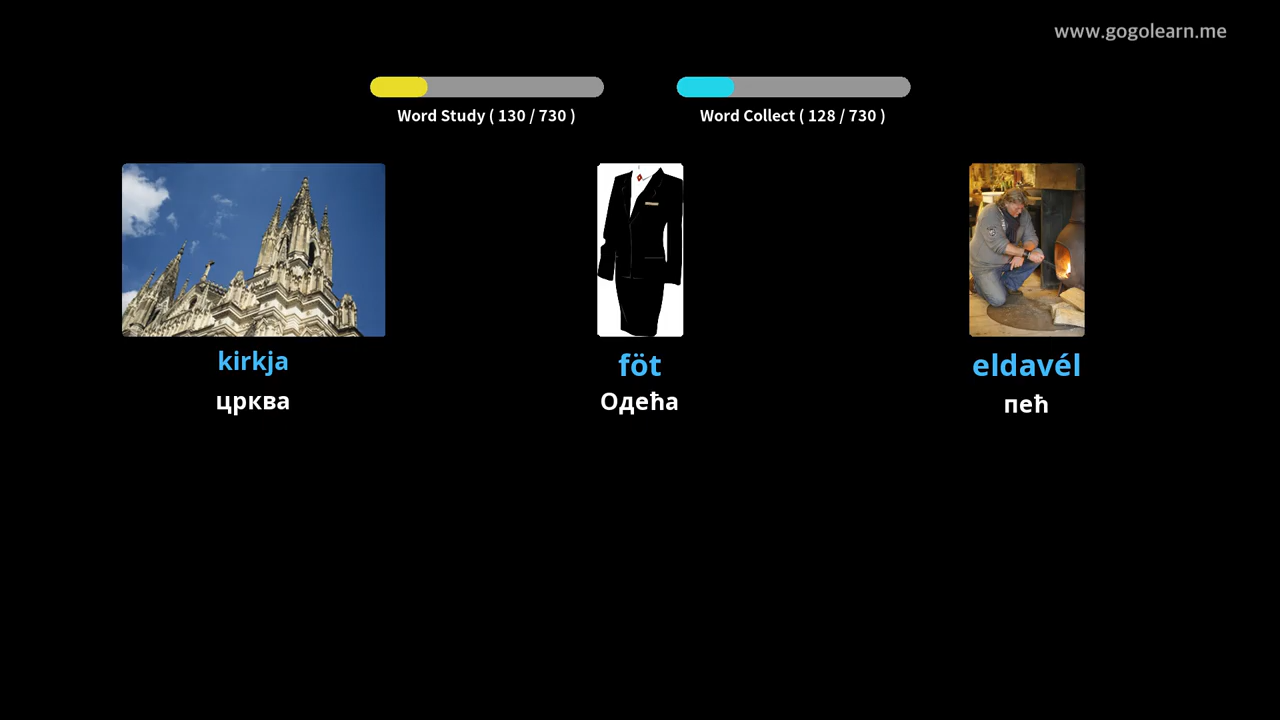 www.gogolearn.me
Word Study ( 130 / 730 )
Word Collect ( 128 / 730 )
kirkja
föt
eldavél
црква
Одећа
пећ